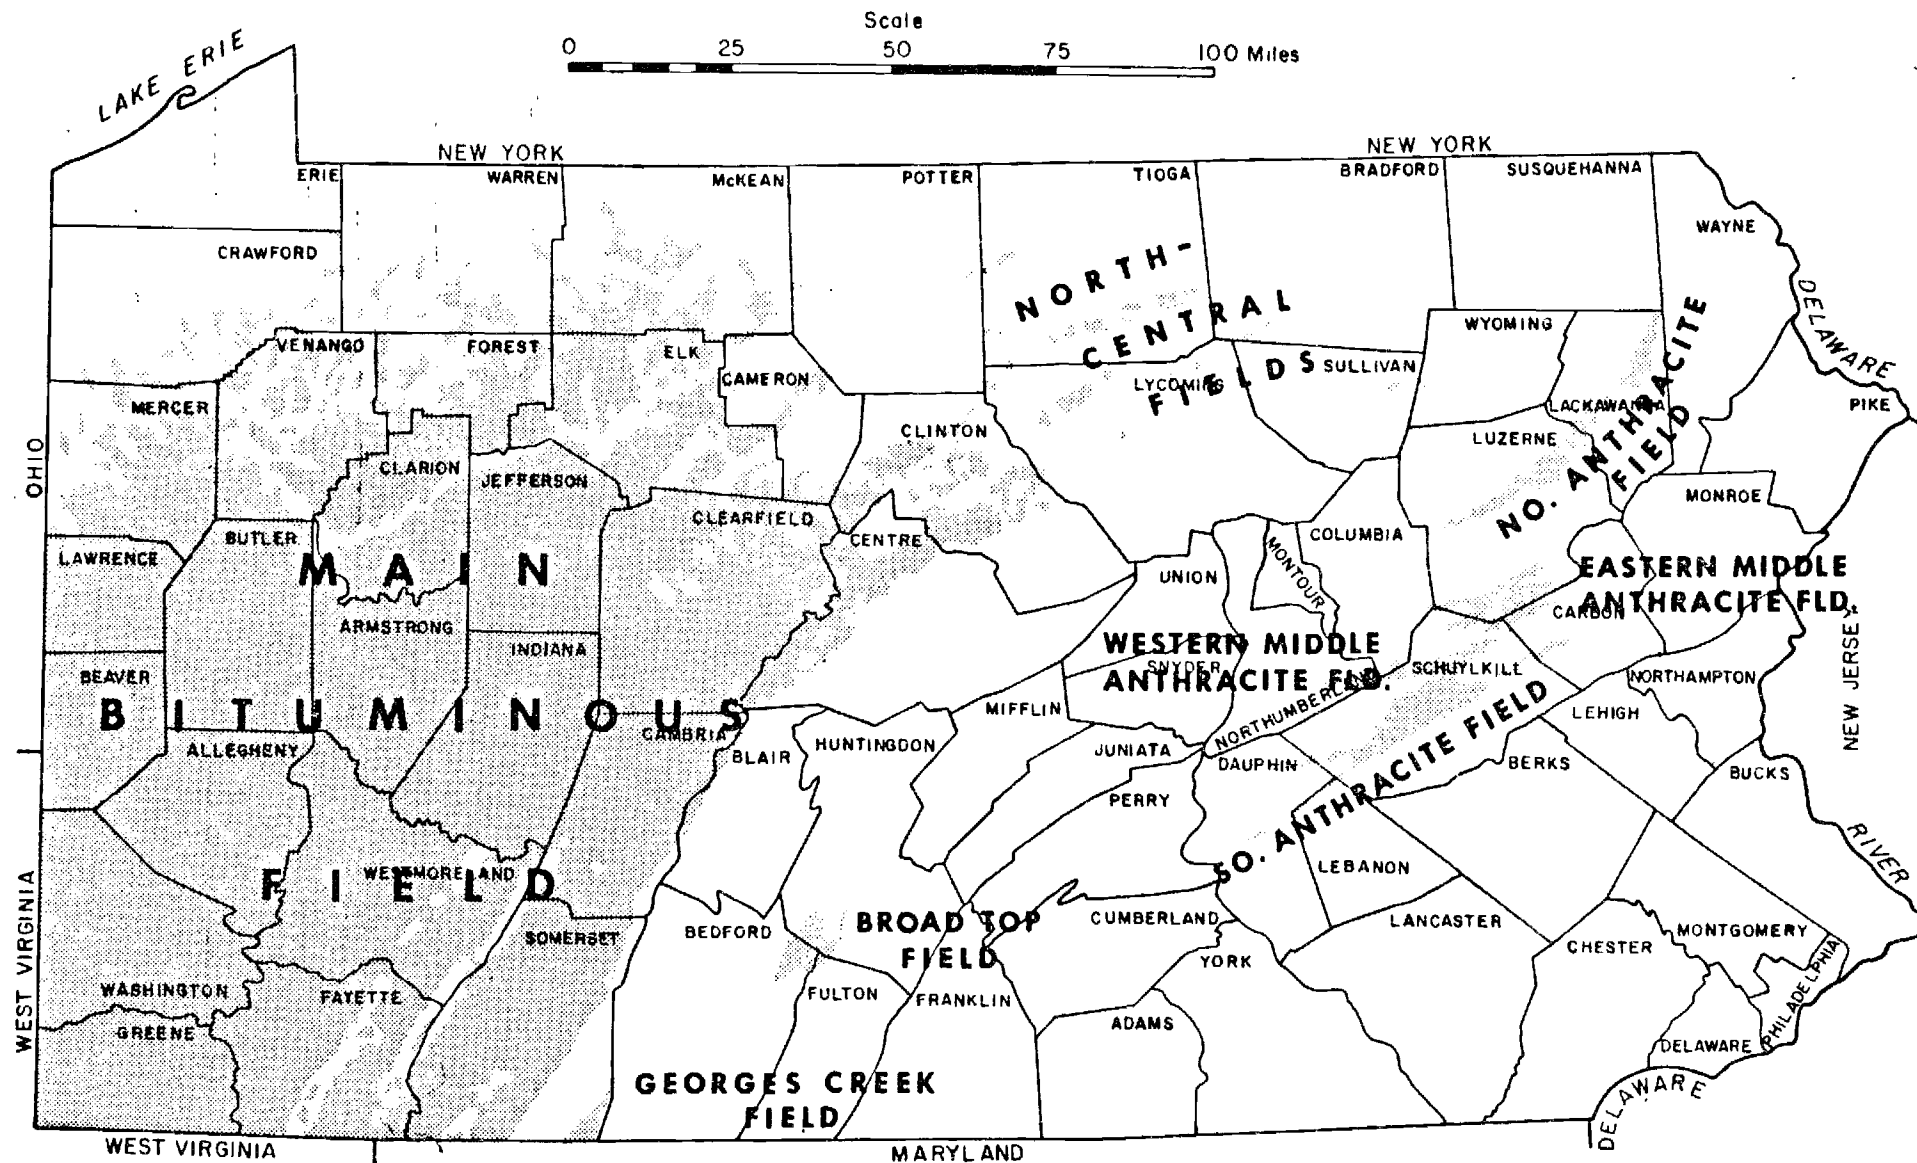 Scale
0 25 50 75 100 Miles
LAKE ERIE
NEW YORK
NEW YORK
ERIE
WARREN
McKEAN
POTTER
TIOGA
BRADFORD
SUSQUEHANNA
WAYNE
CRAWFORD
NORTH-
CENTRAL
FIELDS
DELAWARE
RIVER
VENANGO
FOREST
ELK
CAMERON
LYCOMING
SULLIVAN
WYOMING
LACKAWANNA
PIKE
MERCER
CLINTON
LUZERNE
NO. ANTHRACITE
FIELD
OHIO
CLARION
JEFFERSON
CLEARFIELD
CENTRE
MONROE
LAWRENCE
BUTLER
UNION
MONTOUR
COLUMBIA
EASTERN MIDDLE
ANTHRACITE FLD.
CARBON
MAIN
BITUMINOUS
FIELD
ARMSTRONG
INDIANA
WESTERN MIDDLE
ANTHRACITE FLD.
SNYDER
SCHUYLKILL
NORTHAMPTON
NEW JERSEY
BEAVER
MIFFLIN
NORTHUMBERLAND
LEHIGH
ALLEGHENY
CAMBRIA
BLAIR
HUNTINGDON
JUNIATA
DAUPHIN
SO. ANTHRACITE FIELD
BERKS
BUCKS
PERRY
WESTMORELAND
LEBANON
SOMERSET
BEDFORD
BROAD TOP
FIELD
CUMBERLAND
LANCASTER
CHESTER
MONTGOMERY
PHILADELPHIA
YORK
WEST VIRGINIA
WASHINGTON
FAYETTE
FULTON
FRANKLIN
ADAMS
GREENE
DELAWARE
GEORGES CREEK
FIELD
DELAWARE
WEST VIRGINIA
MARYLAND